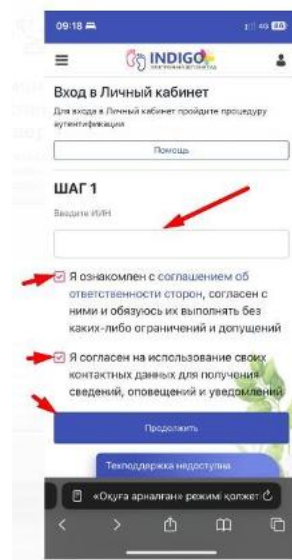 09:18
4G 66
INDIGO
Вход в Личный кабинет
Для входа в Личный кабинет пройдите процедуру
аутентификации
Помощь
ШАГ 1
Введите ИИН
Я ознакомлен с соглашением об
ответственности сторон, согласен с
ними и обязуюсь их выполнять без
каких-либо ограничений и допущений
Я согласен на использование своих
контактных данных для получения
сведений, оповещений и уведомлений
Продолжить
Техподдержка недоступна
«Оқуға арналған» режимі қолжет